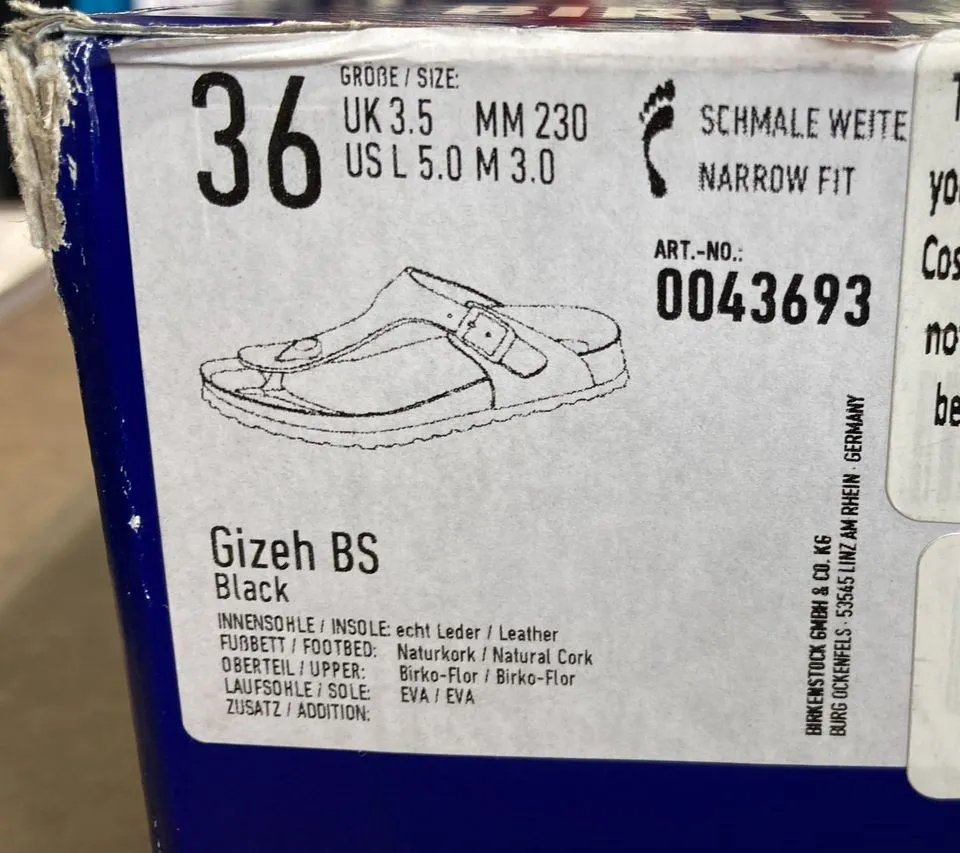 36
GRÖßE / SIZE:
UK 3.5 MM 230
US L 5.0 M 3.0
SCHMALE WEITE
NARROW FIT
ART.-NO.:
0043693
Gizeh BS
Black
INNENSOHLE / INSOLE: echt Leder / Leather
FUßBETT / FOOTBED: Naturkork / Natural Cork
OBERTEIL / UPPER: Birko-Flor / Birko-Flor
LAUFSOHLE / SOLE: EVA / EVA
ZUSATZ / ADDITION:
BIRKENSTOCK GMBH & CO. KG
BURG OCKENFELS · 53545 LINZ AM RHEIN · GERMANY